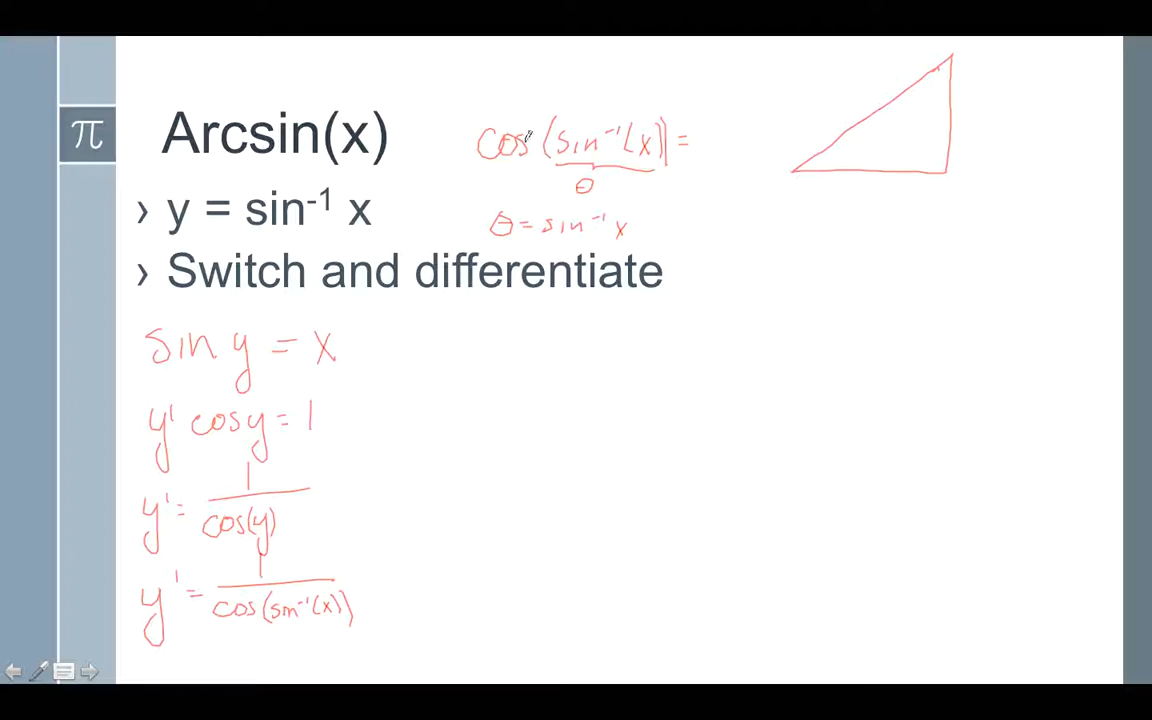 π
Arcsin(x)
cos(sin⁻¹(x)) =
θ
› y = sin⁻¹ x
θ = sin⁻¹ x
› Switch and differentiate
sin y = x
y' cos y = 1
y' = 1/cos(y)
y' = 1/cos(sin⁻¹(x))